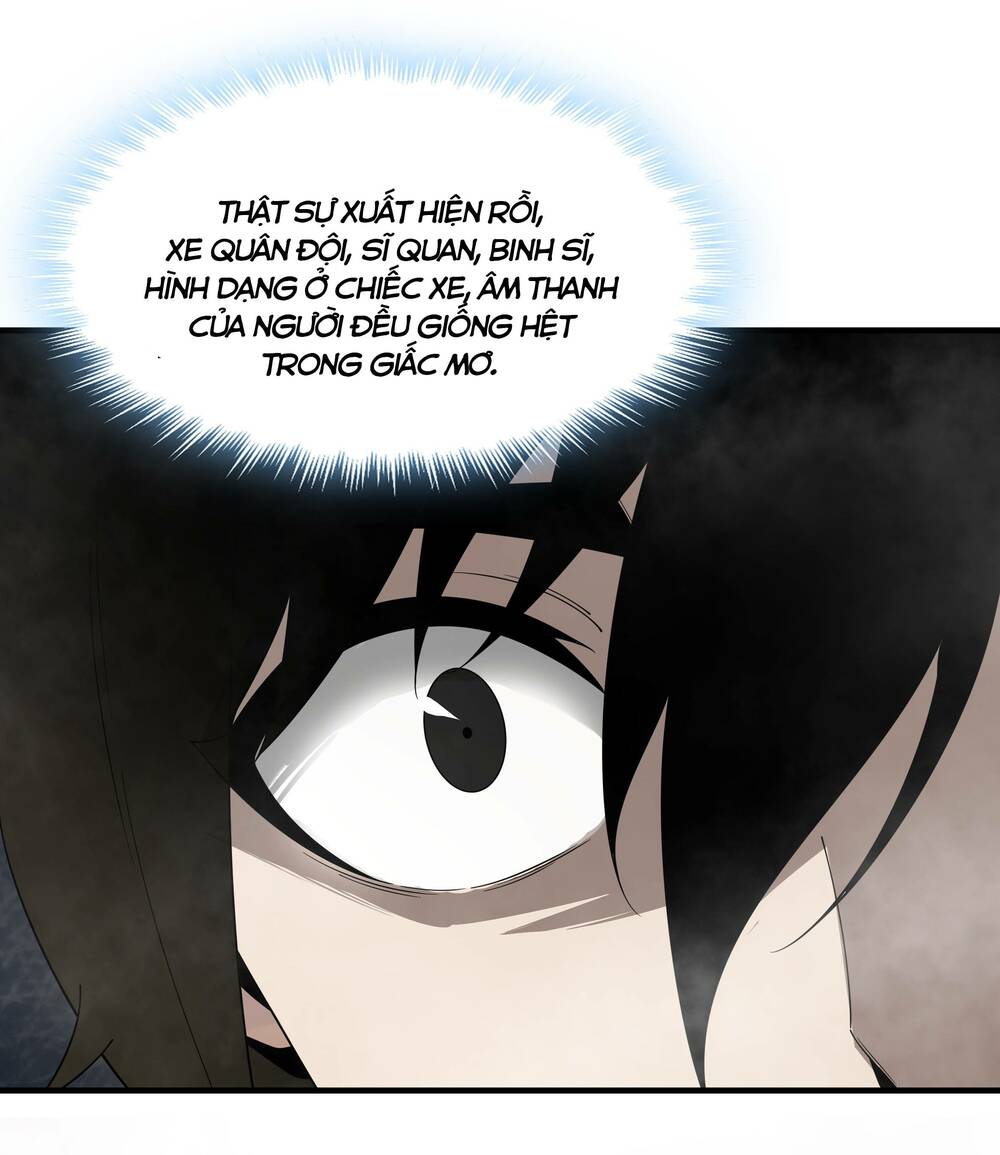 THẬT SỰ XUẤT HIỆN RỒI,
XE QUÂN ĐỘI, SĨ QUAN, BINH SĨ,
HÌNH DẠNG Ở CHIẾC XE, ÂM THANH
CỦA NGƯỜI ĐỀU GIỐNG HỆT
TRONG GIẤC MƠ.